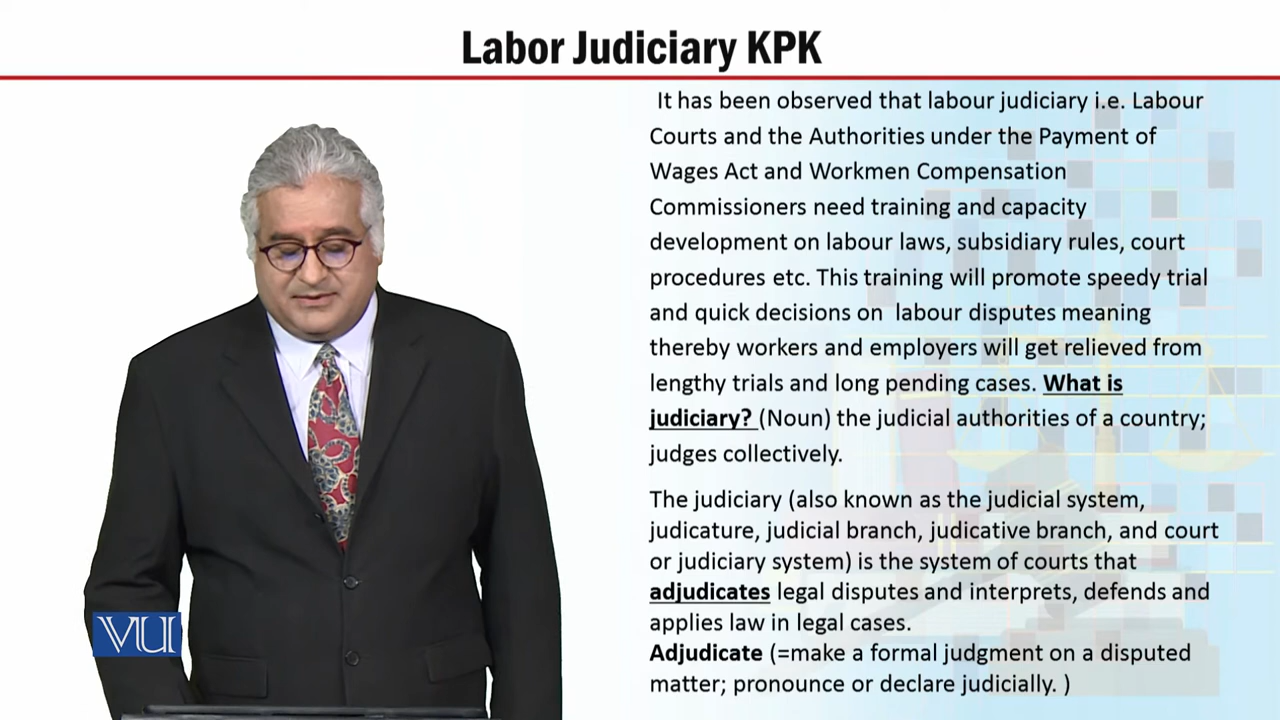 Labor Judiciary KPK
It has been observed that labour judiciary i.e. Labour
Courts and the Authorities under the Payment of
Wages Act and Workmen Compensation
Commissioners need training and capacity
development on labour laws, subsidiary rules, court
procedures etc. This training will promote speedy trial
and quick decisions on labour disputes meaning
thereby workers and employers will get relieved from
lengthy trials and long pending cases. What is
judiciary? (Noun) the judicial authorities of a country;
judges collectively.
The judiciary (also known as the judicial system,
judicature, judicial branch, judicative branch, and court
or judiciary system) is the system of courts that
adjudicates legal disputes and interprets, defends and
applies law in legal cases.
Adjudicate (=make a formal judgment on a disputed
matter; pronounce or declare judicially. )
VU